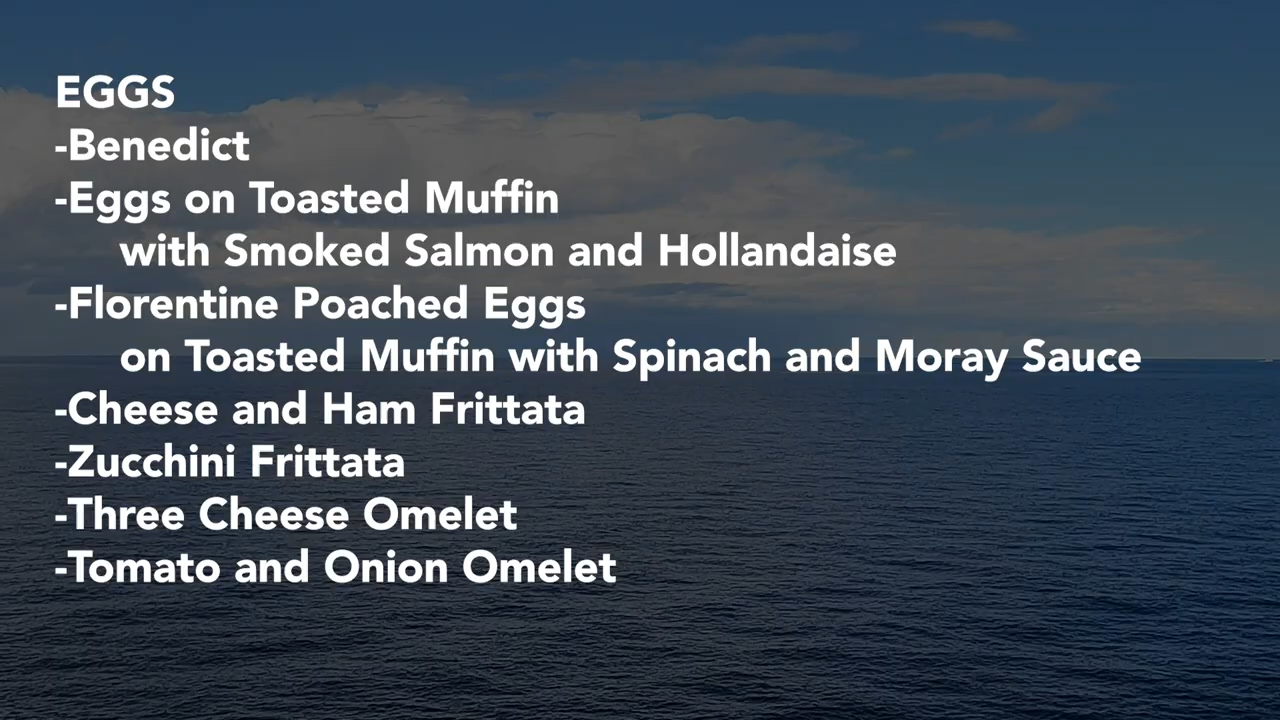 EGGS
-Benedict
-Eggs on Toasted Muffin
with Smoked Salmon and Hollandaise
-Florentine Poached Eggs
on Toasted Muffin with Spinach and Moray Sauce
-Cheese and Ham Frittata
-Zucchini Frittata
-Three Cheese Omelet
-Tomato and Onion Omelet